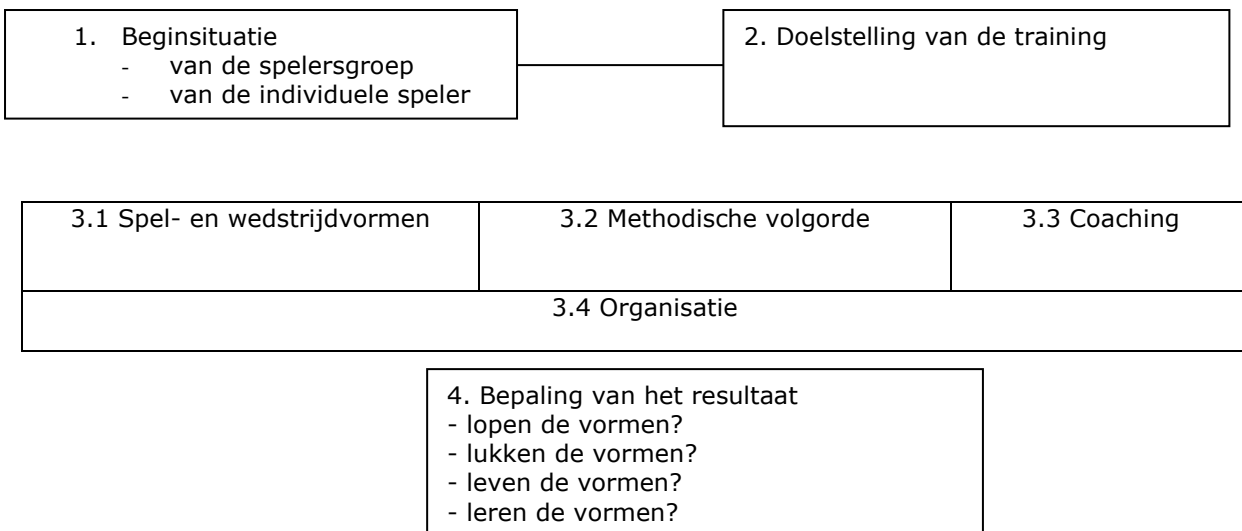 1. Beginsituatie
- van de spelersgroep
- van de individuele speler
2. Doelstelling van de training
3.1 Spel- en wedstrijdvormen
3.2 Methodische volgorde
3.3 Coaching
3.4 Organisatie
4. Bepaling van het resultaat
- lopen de vormen?
- lukken de vormen?
- leven de vormen?
- leren de vormen?